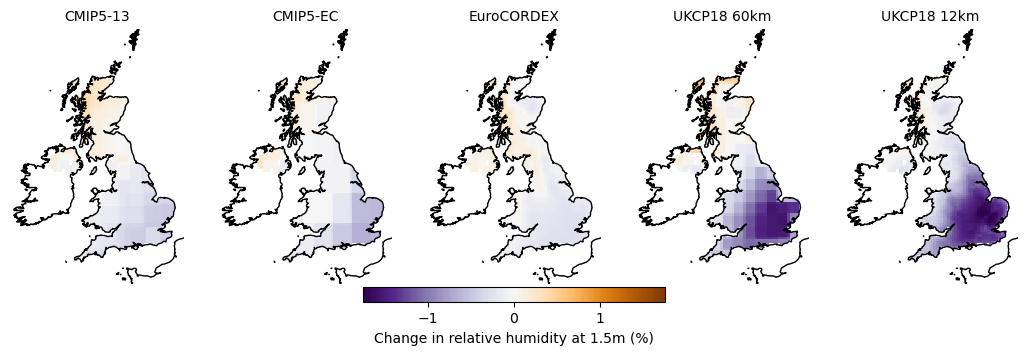 CMIP5-13 CMIP5-EC EuroCORDEX UKCP18 60km UKCP18 12km
−1 0 1
Change in relative humidity at 1.5m (%)